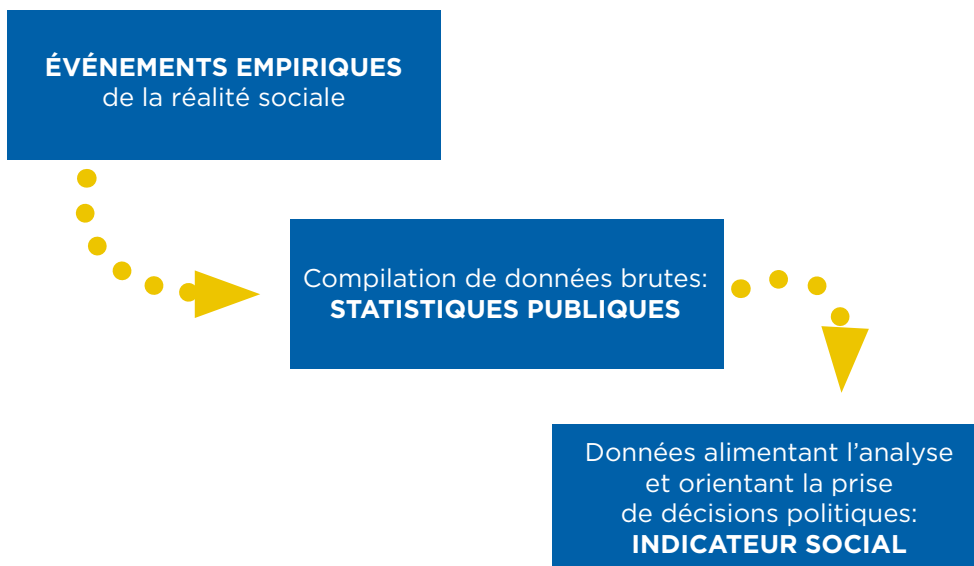 ÉVÉNEMENTS EMPIRIQUES
de la réalité sociale
Compilation de données brutes:
STATISTIQUES PUBLIQUES
Données alimentant l’analyse
et orientant la prise
de décisions politiques:
INDICATEUR SOCIAL